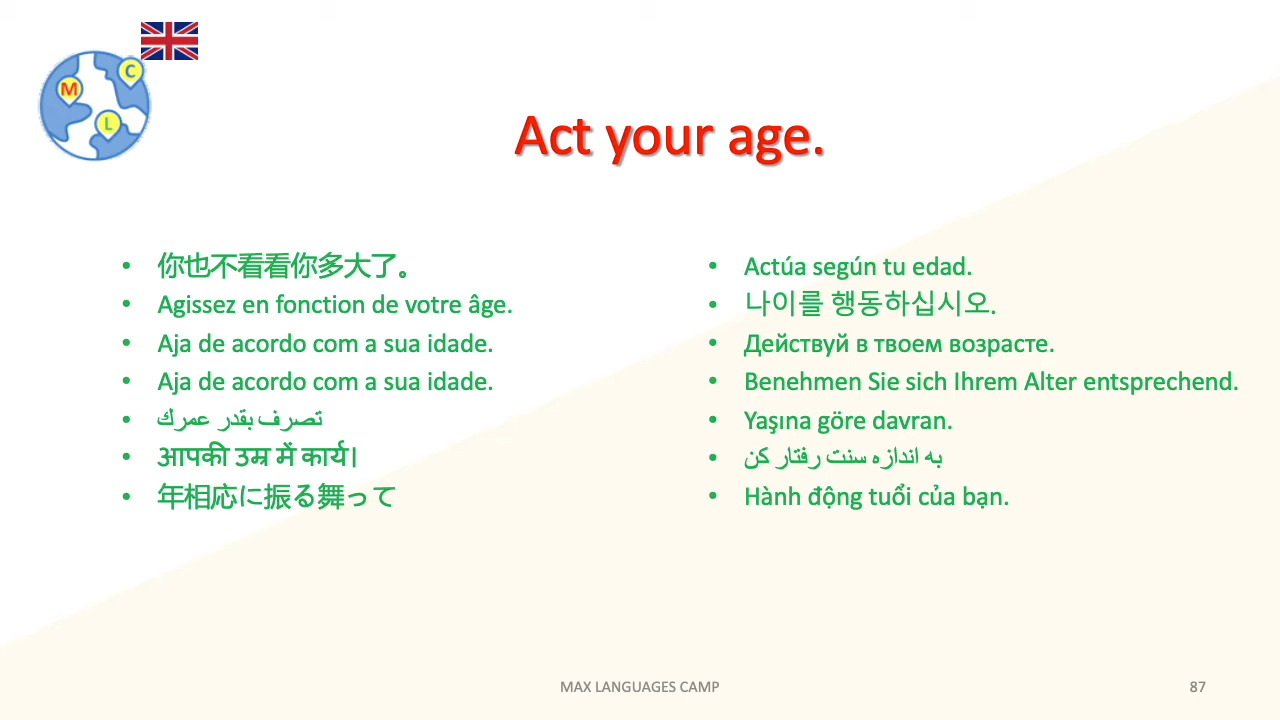 C
M
L
Act your age.
• 你也不看看你多大了。
• Agissez en fonction de votre âge.
• Aja de acordo com a sua idade.
• Aja de acordo com a sua idade.
• تصرف بقدر عمرك
• आपकी उम्र में कार्य।
• 年相応に振る舞って
• Actúa según tu edad.
• 나이를 행동하십시오.
• Действуй в твоем возрасте.
• Benehmen Sie sich Ihrem Alter entsprechend.
• Yaşına göre davran.
• به اندازه سنت رفتار کن
• Hành động tuổi của bạn.
MAX LANGUAGES CAMP
87